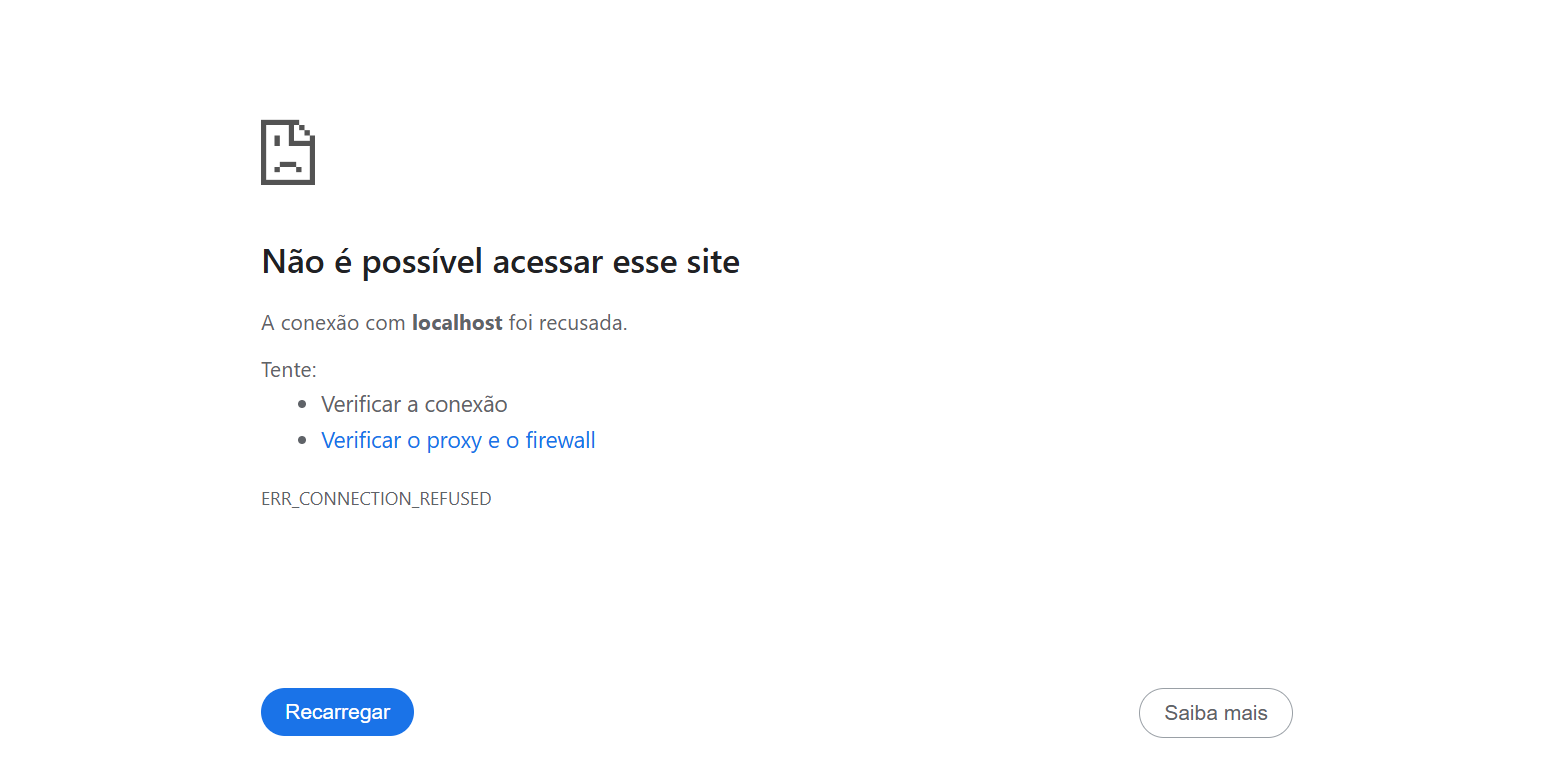 Não é possível acessar esse site
A conexão com localhost foi recusada.
Tente:
Verificar a conexão
Verificar o proxy e o firewall
ERR_CONNECTION_REFUSED
Recarregar
Saiba mais